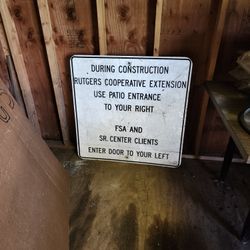 DURING CONSTRUCTION
RUTGERS COOPERATIVE EXTENSION
USE PATIO ENTRANCE
TO YOUR RIGHT
FSA AND
SR. CENTER CLIENTS
ENTER DOOR TO YOUR LEFT